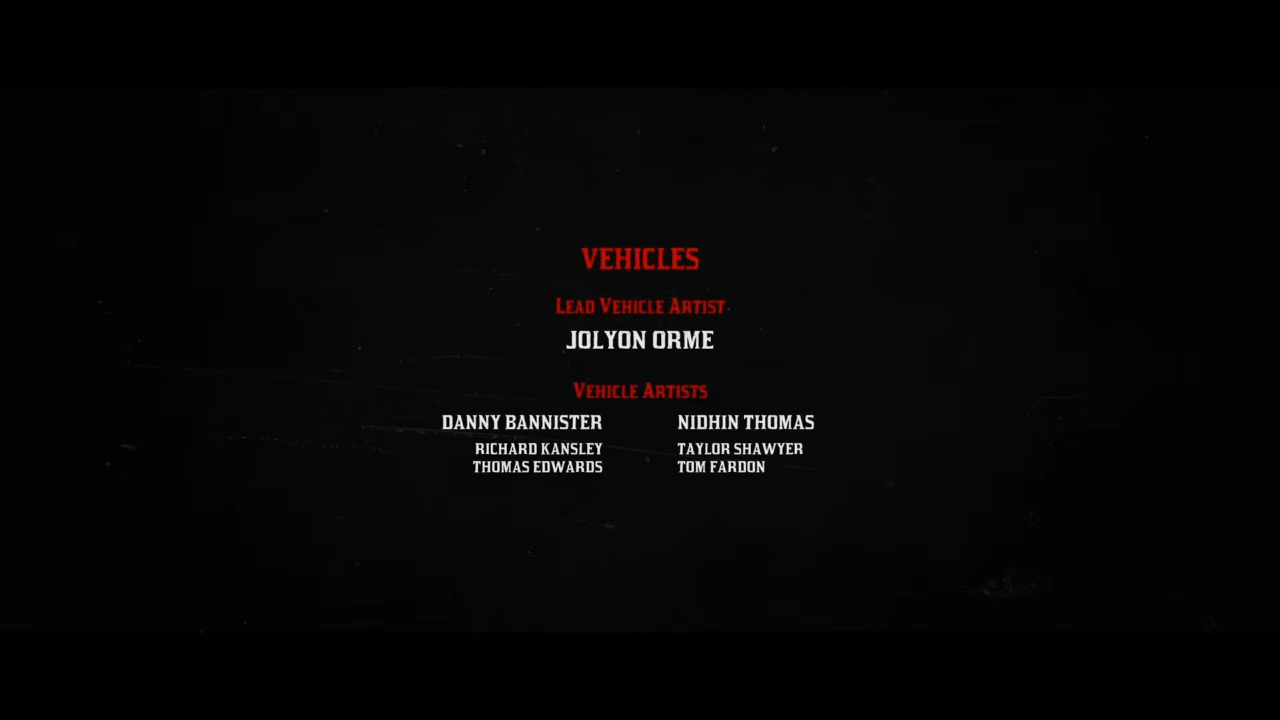 VEHICLES
LEAD VEHICLE ARTIST
JOLYON ORME
VEHICLE ARTISTS
DANNY BANNISTER NIDHIN THOMAS
RICHARD KANSLEY TAYLOR SHAWYER
THOMAS EDWARDS TOM FARDON